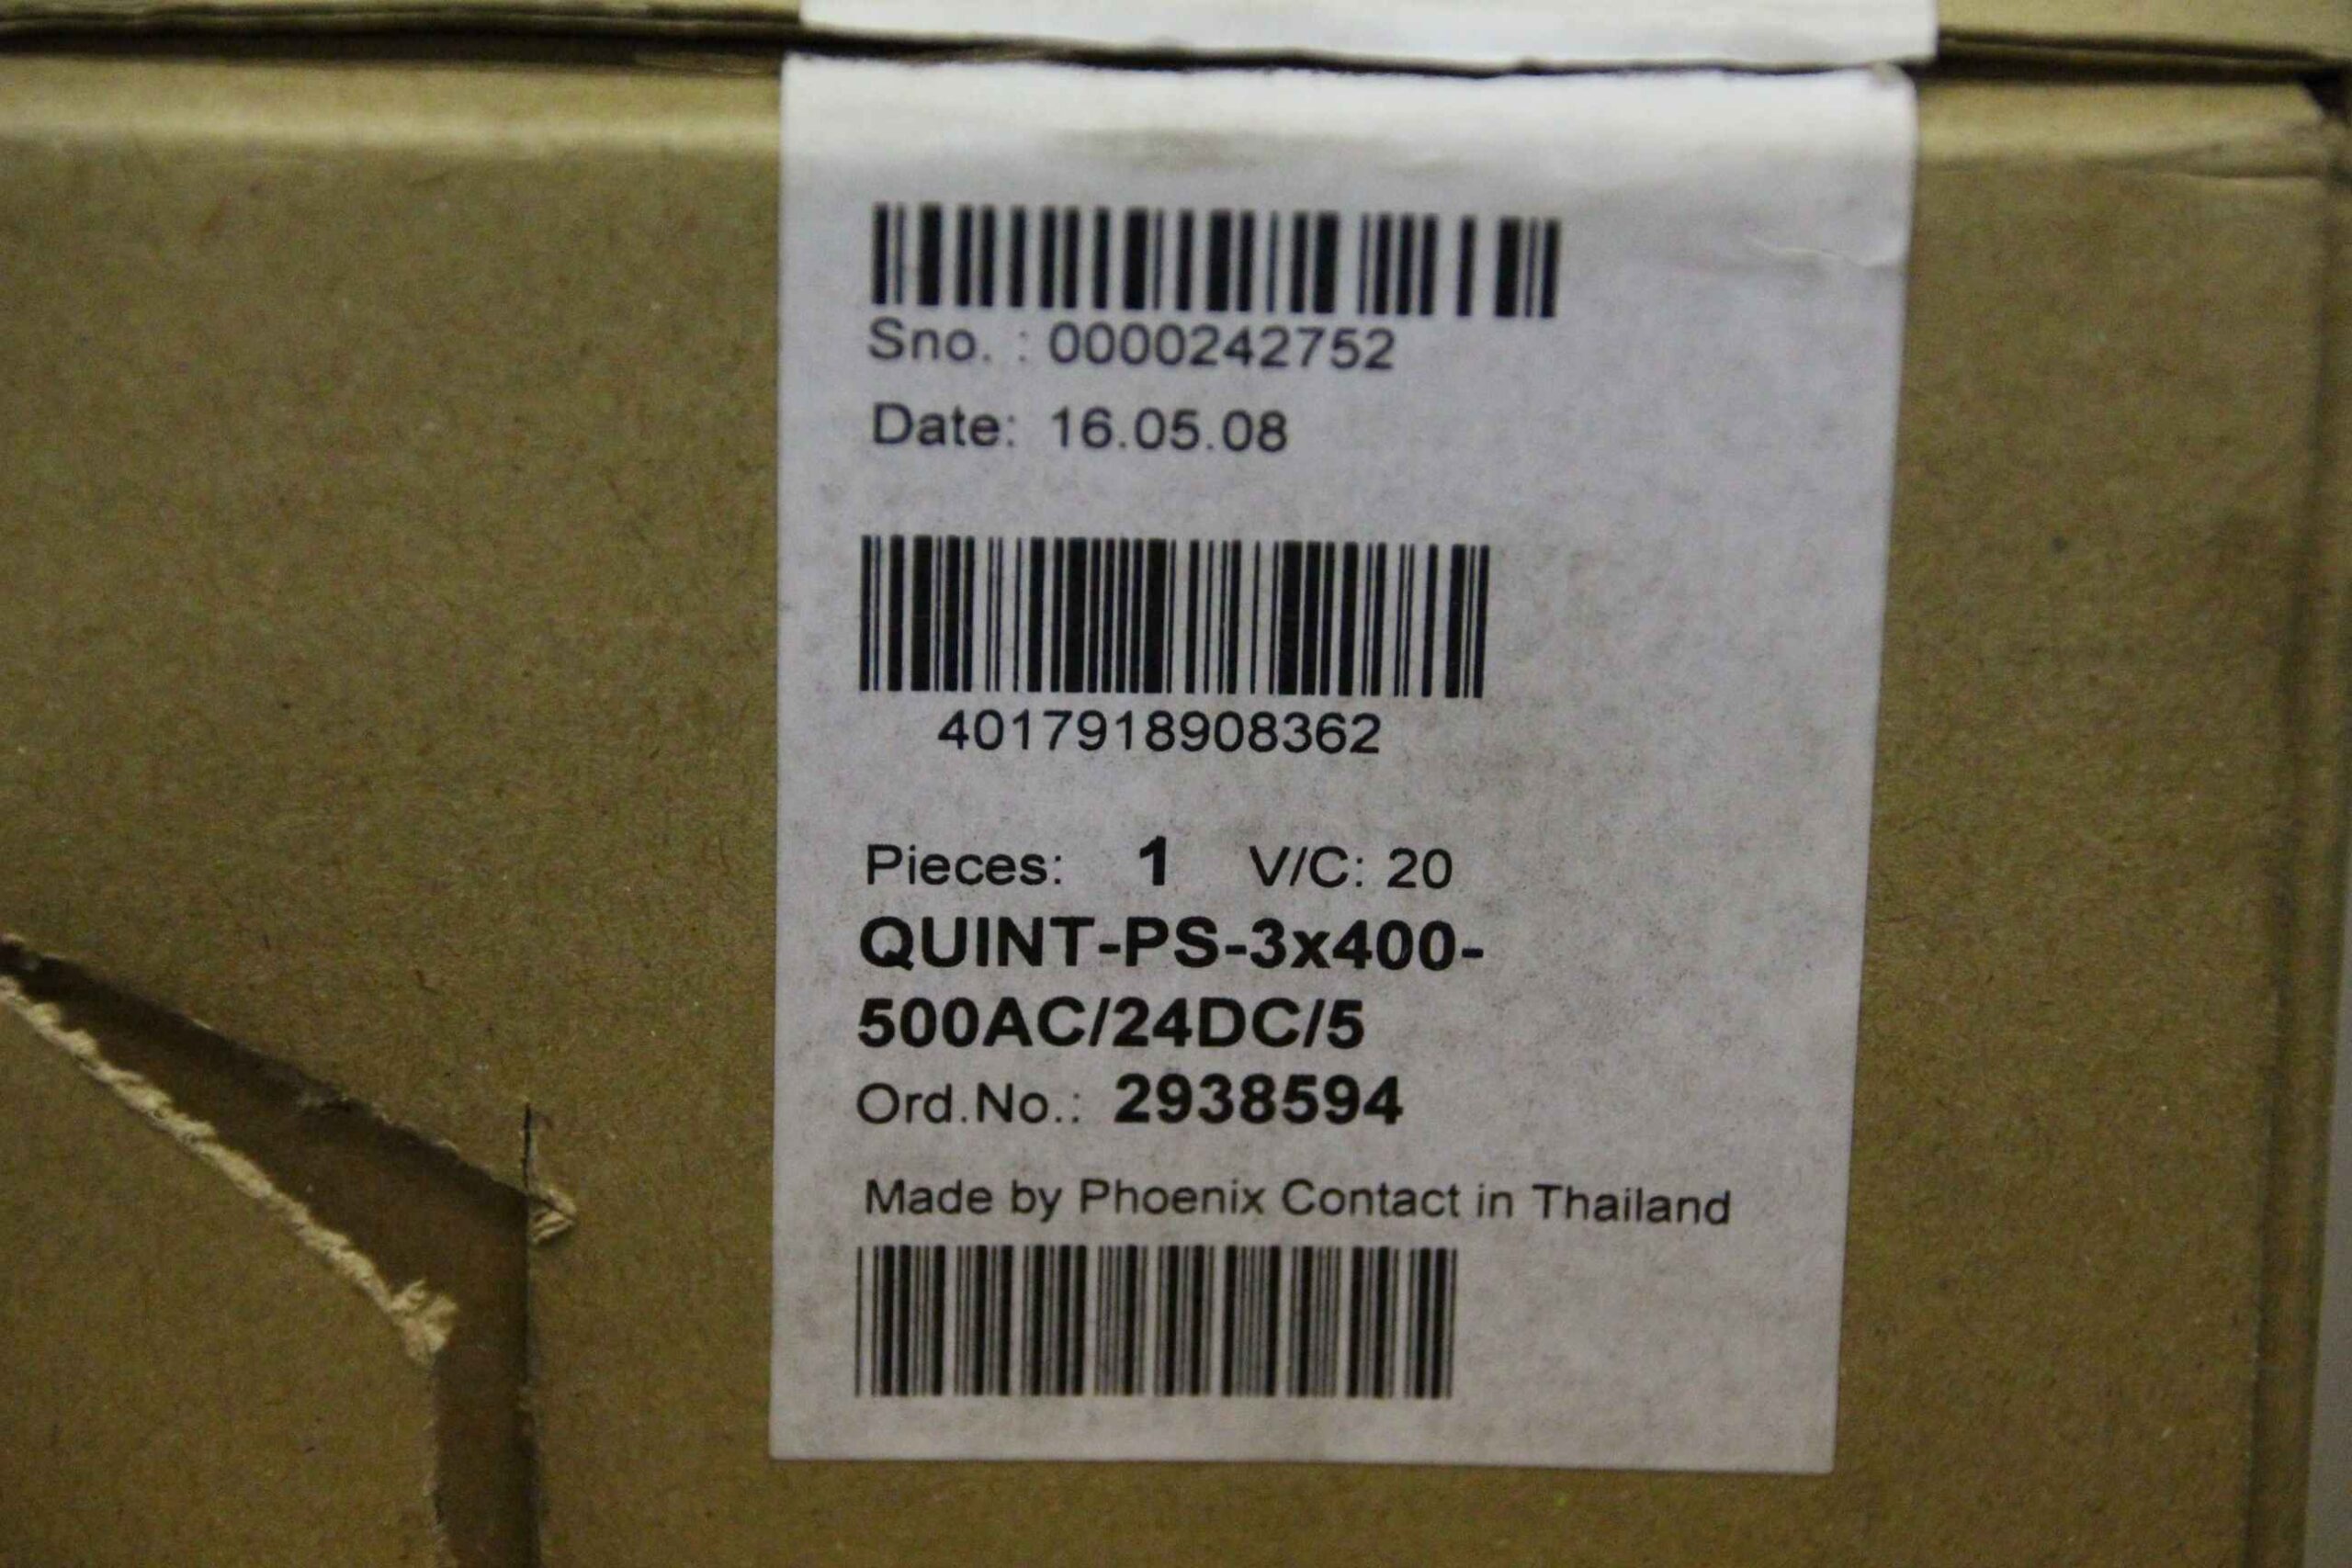 Sno. : 0000242752
Date: 16.05.08
4017918908362
Pieces: 1 V/C: 20
QUINT-PS-3x400-
500AC/24DC/5
Ord.No.: 2938594
Made by Phoenix Contact in Thailand